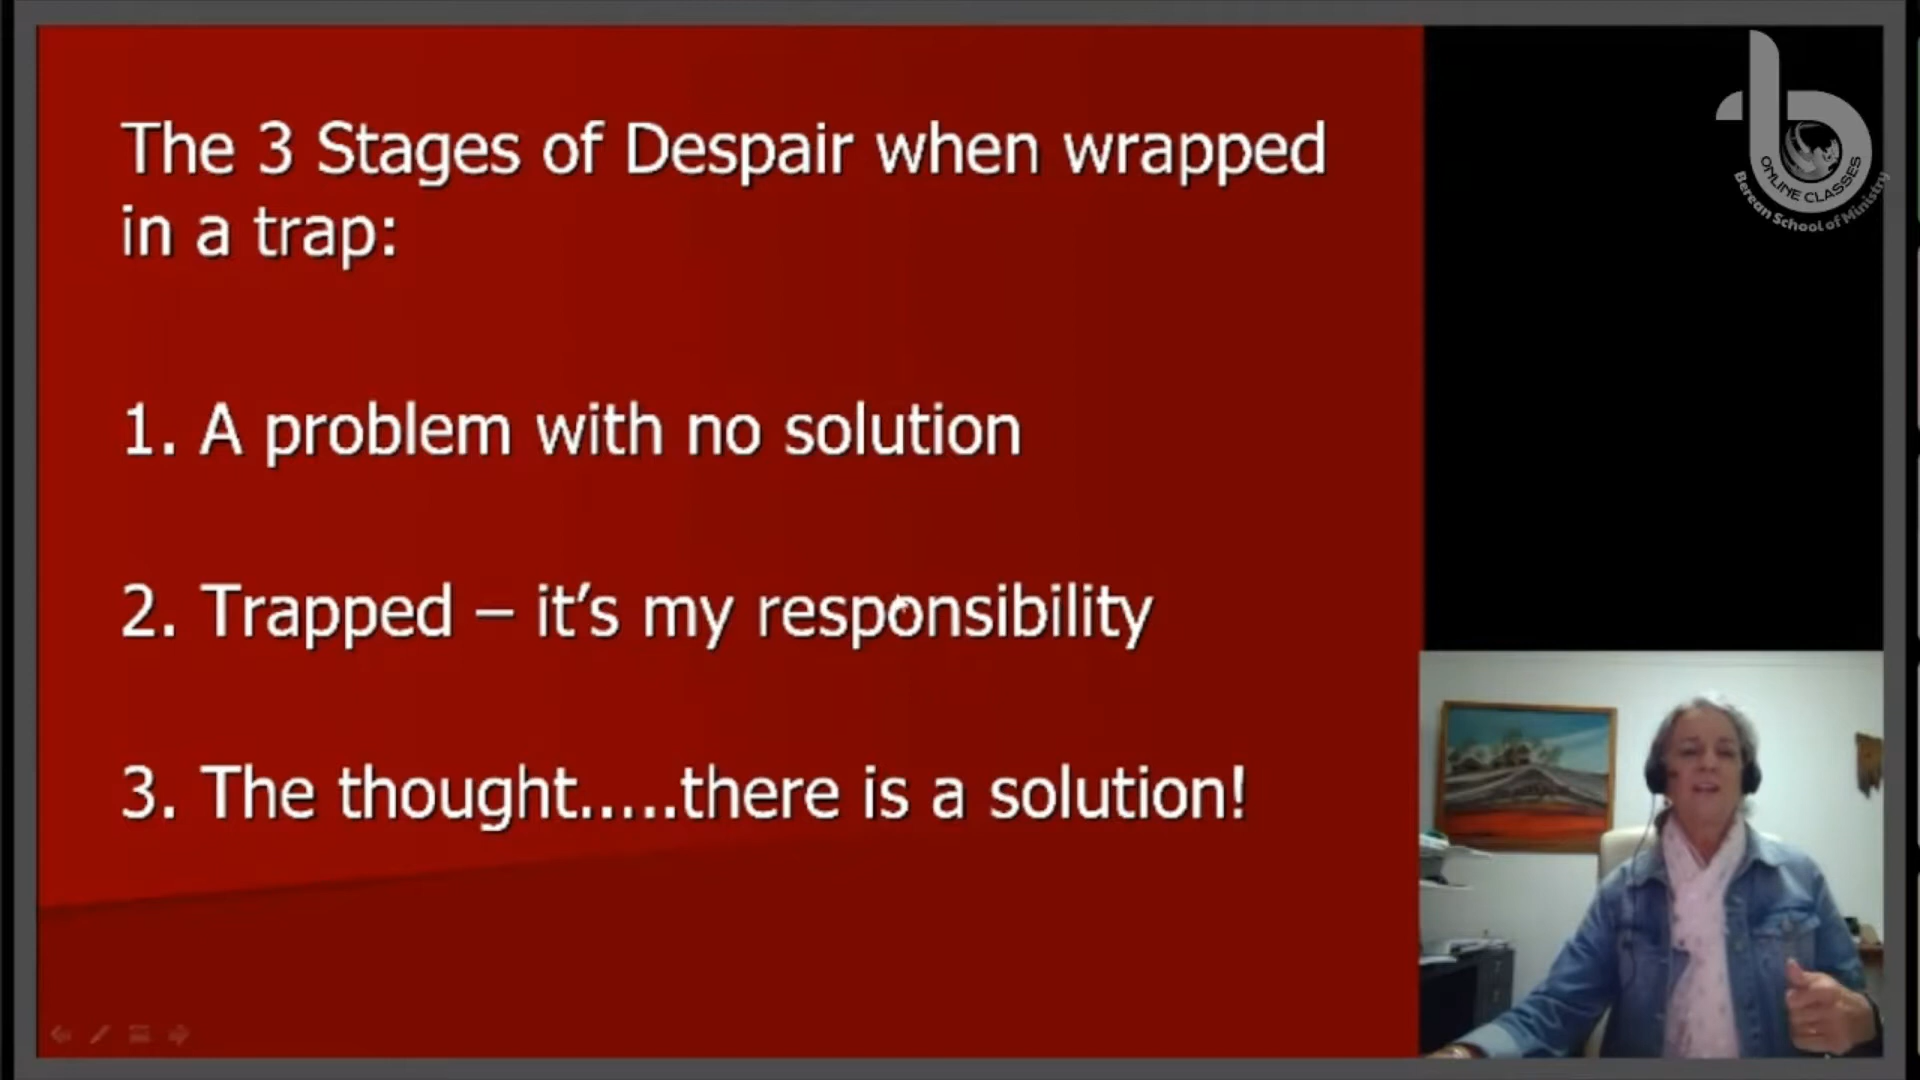 The 3 Stages of Despair when wrapped
in a trap:
1. A problem with no solution
2. Trapped – it’s my responsibility
3. The thought.....there is a solution!
ONLINE CLASSES
Berean School of Ministry